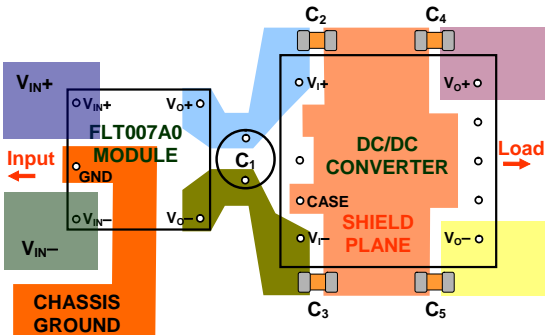 C2
C4
VIN+
VIN+
VO+
VI+
VO+
FLT007A0
MODULE
DC/DC
CONVERTER
Input
C1
Load
GND
CASE
VIN–
VIN–
VO–
VI–
SHIELD
PLANE
VO–
CHASSIS
GROUND
C3
C5